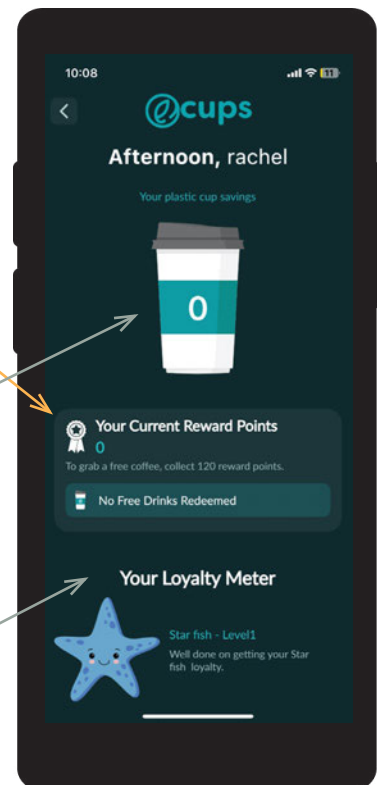 10:08
11
ecups
Afternoon, rachel
Your plastic cup savings
0
Your Current Reward Points
0
To grab a free coffee, collect 120 reward points.
No Free Drinks Redeemed
Your Loyalty Meter
Star fish - Level1
Well done on getting your Star
fish loyalty.